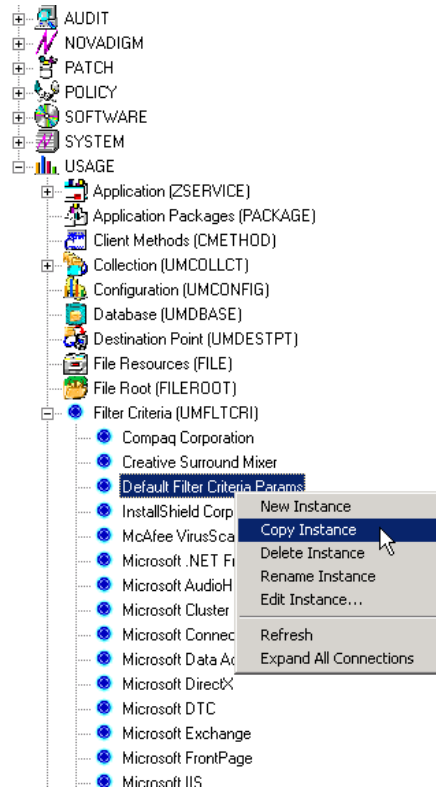 AUDIT
NOVADIGM
PATCH
POLICY
SOFTWARE
SYSTEM
USAGE
Application (ZSERVICE)
Application Packages (PACKAGE)
Client Methods (CMETHOD)
Collection (UMCOLLCT)
Configuration (UMCONFIG)
Database (UMDBASE)
Destination Point (UMDESTPT)
File Resources (FILE)
File Root (FILEROOT)
Filter Criteria (UMFLTCRI)
Compaq Corporation
Creative Surround Mixer
Default Filter Criteria Params
InstallShield Corp
McAfee VirusSca
Microsoft .NET Fr
Microsoft AudioH
Microsoft Cluster
Microsoft Connec
Microsoft Data Ac
Microsoft DirectX
Microsoft DTC
Microsoft Exchange
Microsoft FrontPage
Microsoft IIS
New Instance
Copy Instance
Delete Instance
Rename Instance
Edit Instance...
Refresh
Expand All Connections